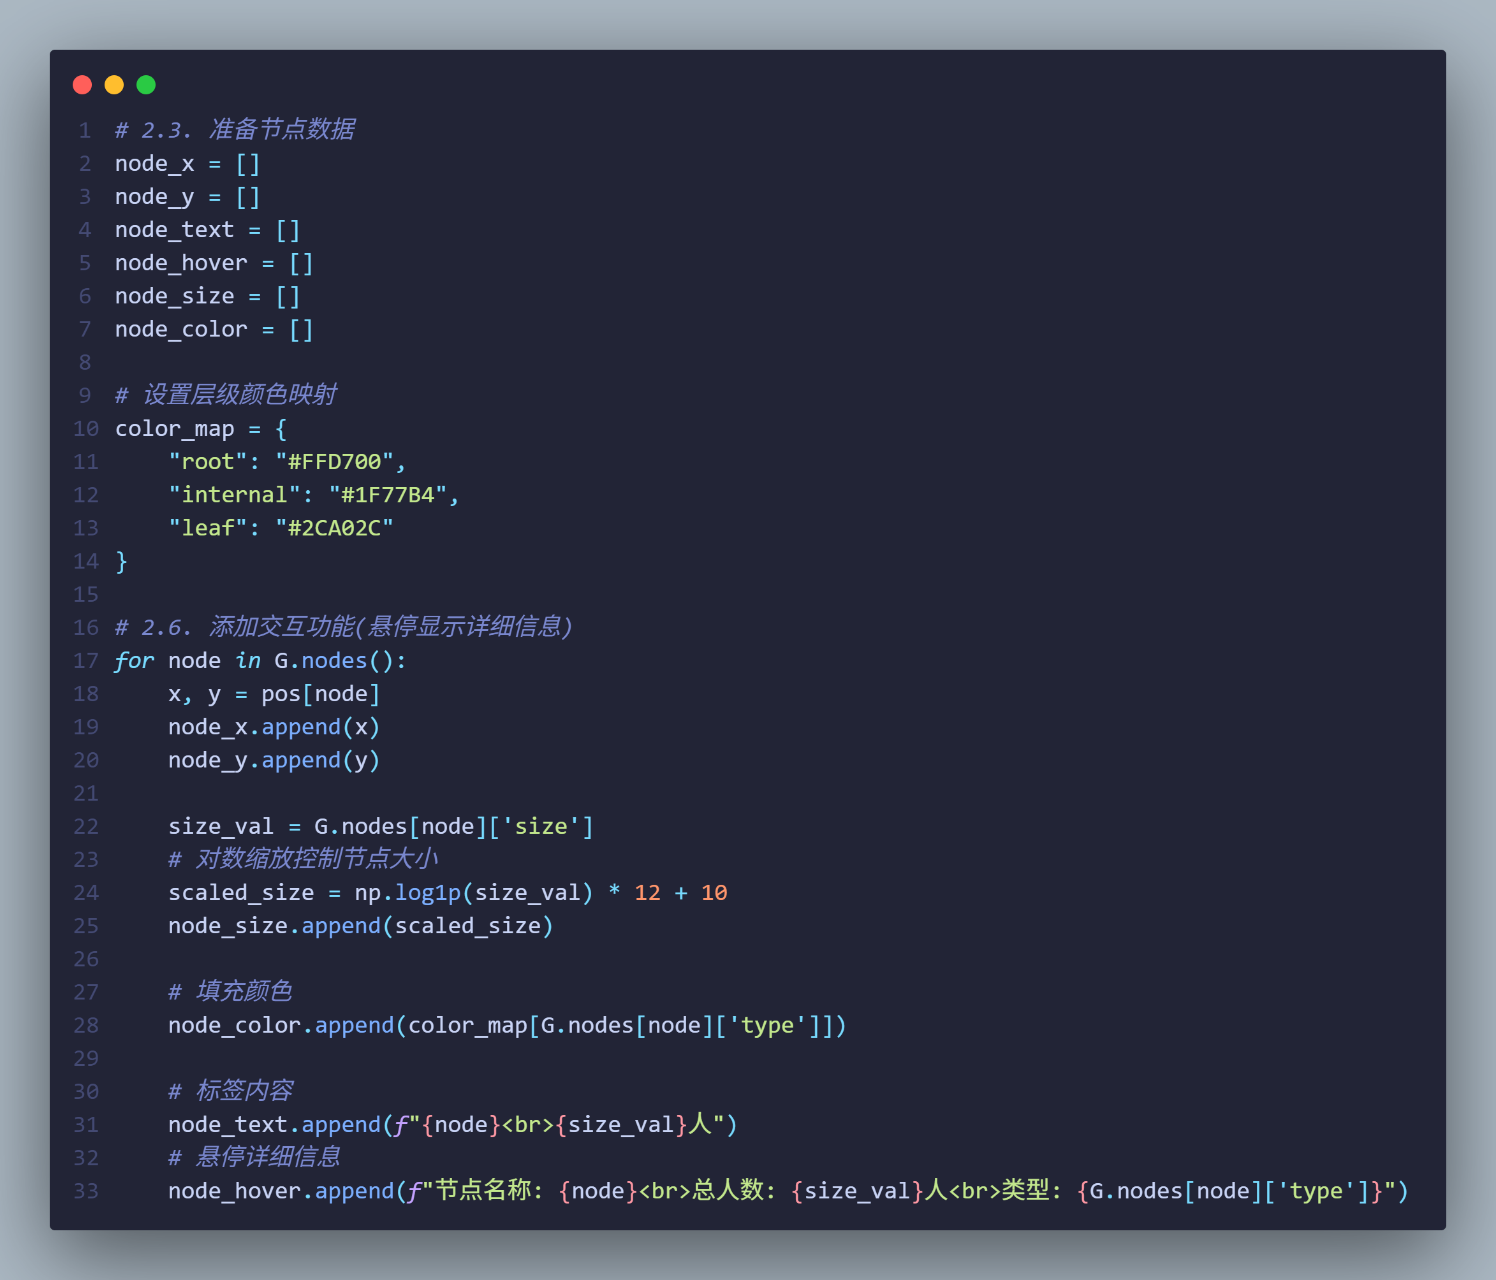 1 # 2.3. 准备节点数据
2 node_x = []
3 node_y = []
4 node_text = []
5 node_hover = []
6 node_size = []
7 node_color = []
8
9 # 设置层级颜色映射
10 color_map = {
11     "root": "#FFD700",
12     "internal": "#1F77B4",
13     "leaf": "#2CA02C"
14 }
15
16 # 2.6. 添加交互功能(悬停显示详细信息)
17 for node in G.nodes():
18     x, y = pos[node]
19     node_x.append(x)
20     node_y.append(y)
21
22     size_val = G.nodes[node]['size']
23     # 对数缩放控制节点大小
24     scaled_size = np.log1p(size_val) * 12 + 10
25     node_size.append(scaled_size)
26
27     # 填充颜色
28     node_color.append(color_map[G.nodes[node]['type']])
29
30     # 标签内容
31     node_text.append(f"{node}<br>{size_val}人")
32     # 悬停详细信息
33     node_hover.append(f"节点名称: {node}<br>总人数: {size_val}人<br>类型: {G.nodes[node]['type']}")